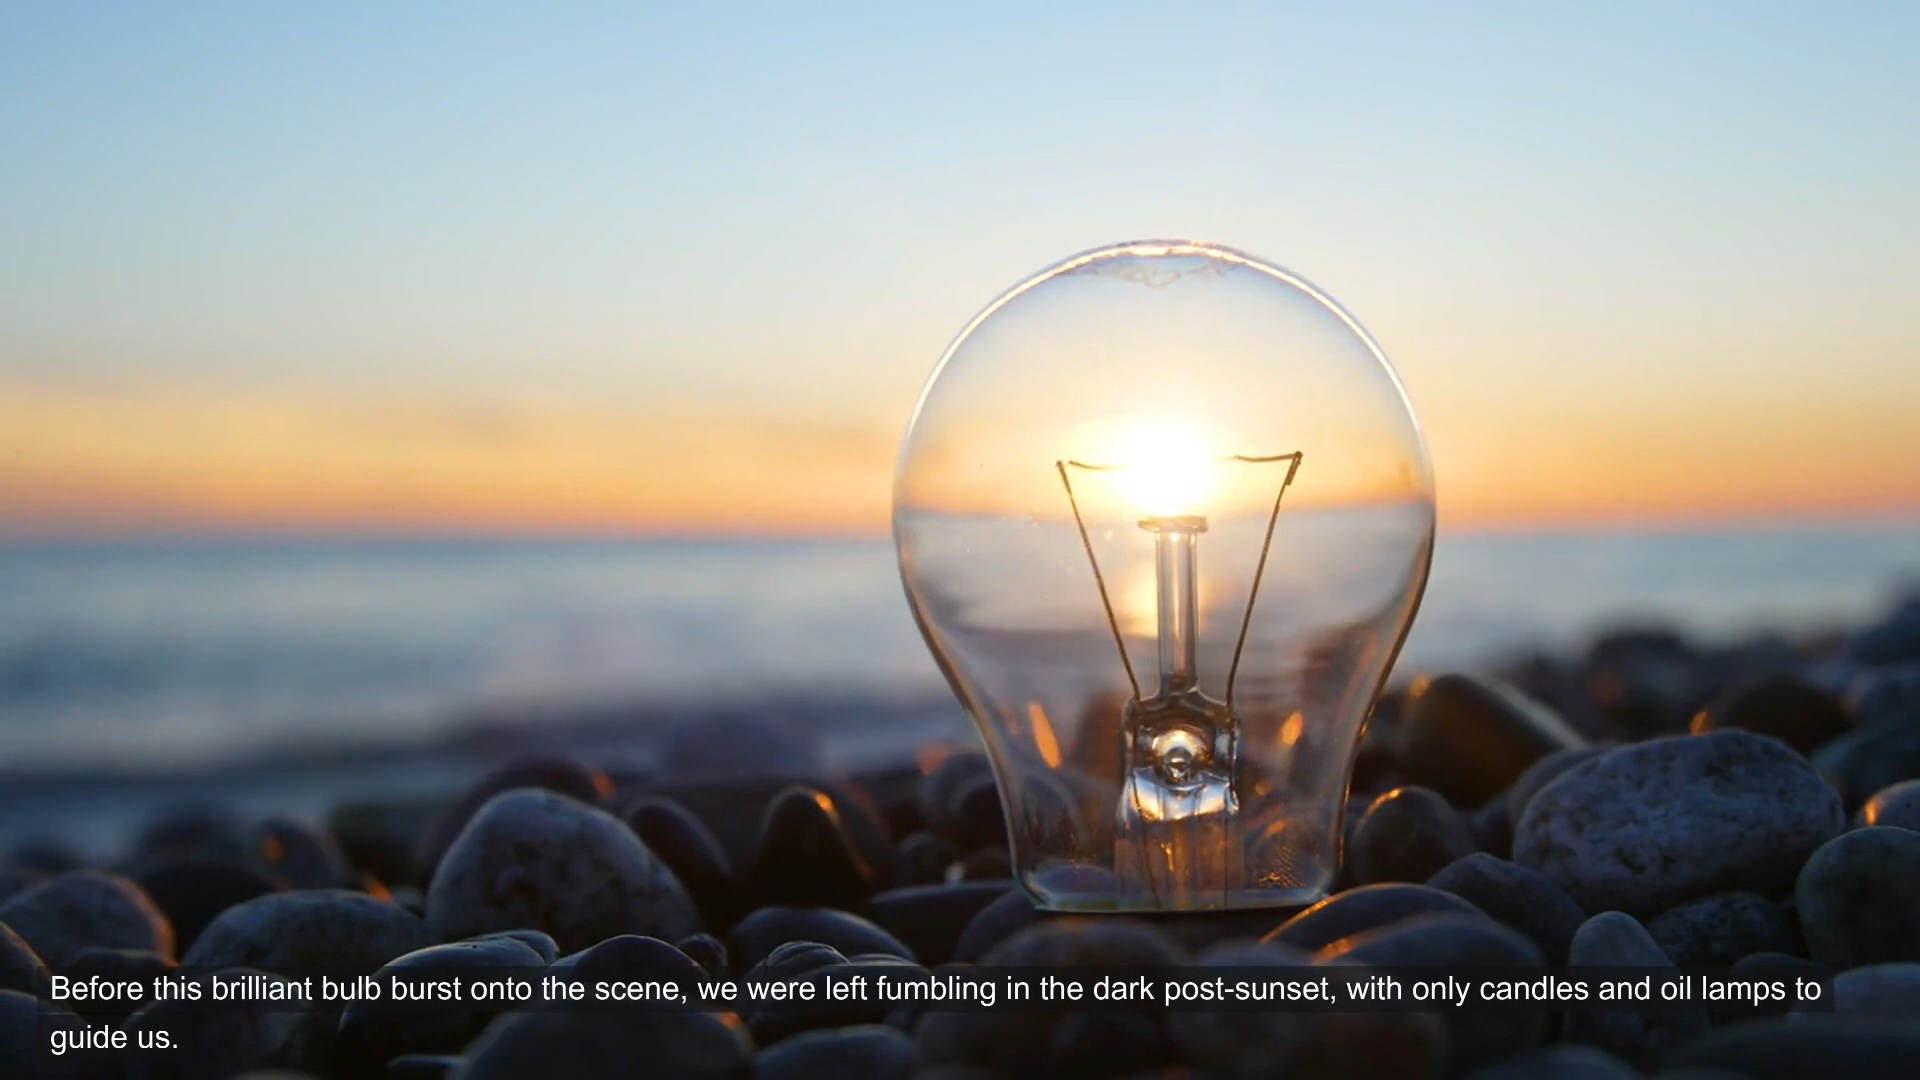 Before this brilliant bulb burst onto the scene, we were left fumbling in the dark post-sunset, with only candles and oil lamps to
guide us.